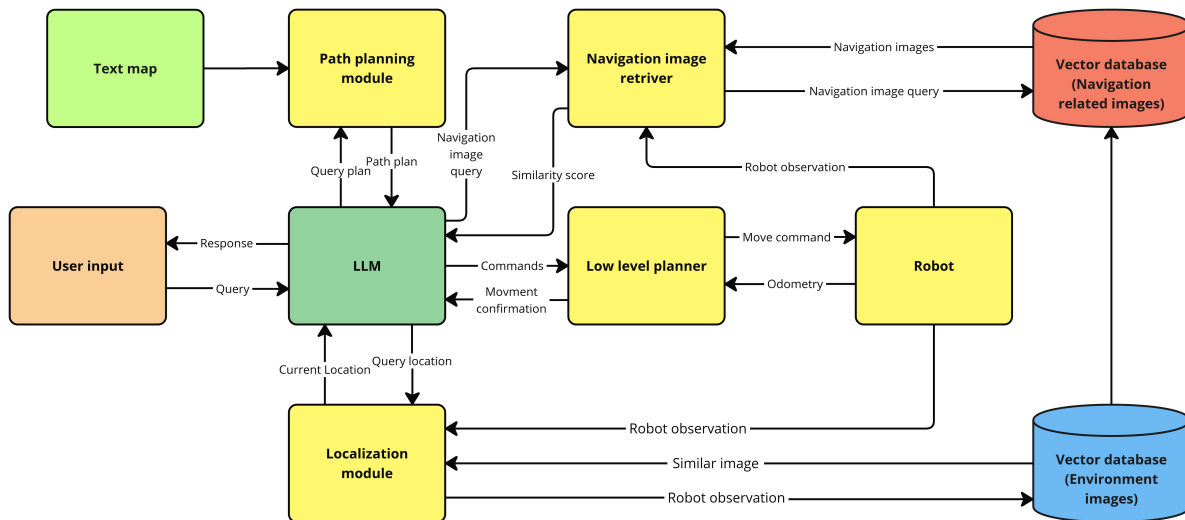 Text map
Path planning
module
Navigation image
retriver
Navigation images
Navigation image query
Vector database
(Navigation
related images)
Query plan
Path plan
Navigation
image
query
Similarity score
Robot observation
User input
Response
Query
LLM
Commands
Movment
confirmation
Low level planner
Move command
Odometry
Robot
Current Location
Query location
Localization
module
Robot observation
Similar image
Robot observation
Vector database
(Environment
images)